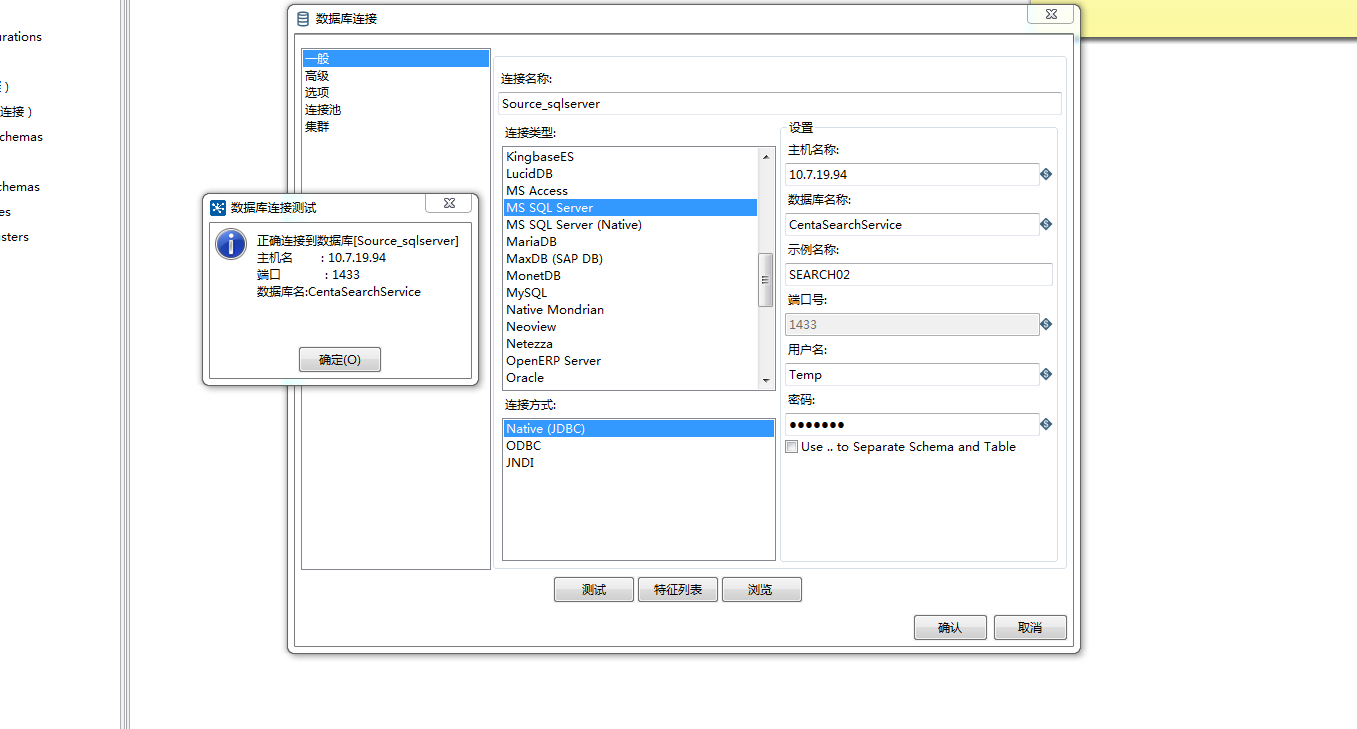 urations
连接 )
chemas
chemas
es
sters
数据库连接
一般
高级
选项
连接池
集群
连接名称:
Source_sqlserver
连接类型:
KingbaseES
LucidDB
MS Access
MS SQL Server
MS SQL Server (Native)
MariaDB
MaxDB (SAP DB)
MonetDB
MySQL
Native Mondrian
Neoview
Netezza
OpenERP Server
Oracle
连接方式:
Native (JDBC)
ODBC
JNDI
设置
主机名称:
10.7.19.94
数据库名称:
CentaSearchService
示例名称:
SEARCH02
端口号:
1433
用户名:
Temp
密码:
●●●●●●●
Use .. to Separate Schema and Table
测试
特征列表
浏览
确认
取消
数据库连接测试
正确连接到数据库[Source_sqlserver]
主机名 : 10.7.19.94
端口 : 1433
数据库名:CentaSearchService
确定(O)